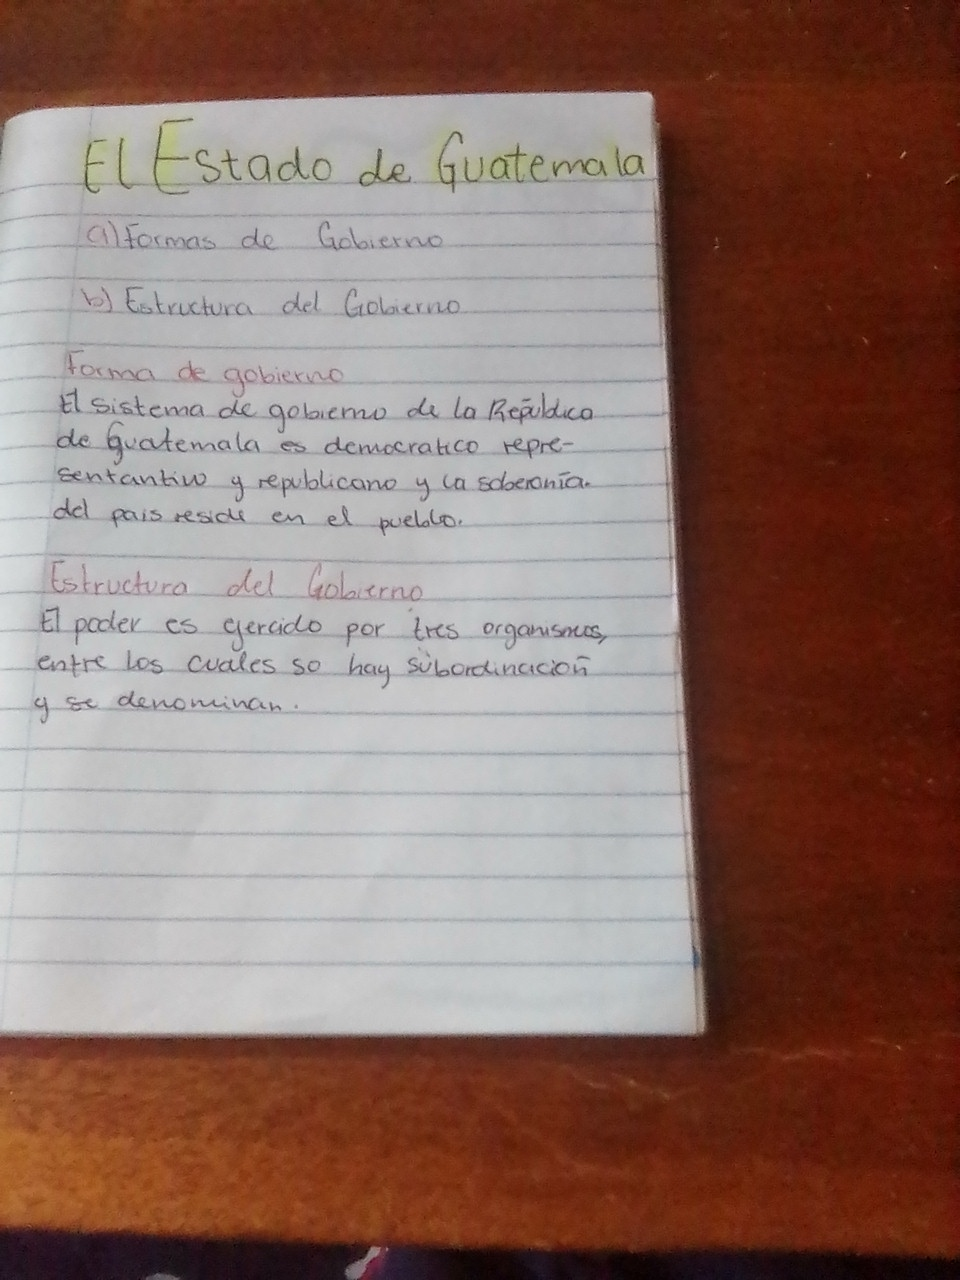 El Estado de Guatemala
a) Formas de Gobierno
b) Estructura del Gobierno
Forma de gobierno
El sistema de gobierno de la República
de Guatemala es democratico repre-
sentantivo y republicano y la soberonía.
del pais reside en el pueblo.
Estructura del Gobierno
El poder es ejercido por tres organismos,
entre los cuales so hay subordinación
y se denominan.